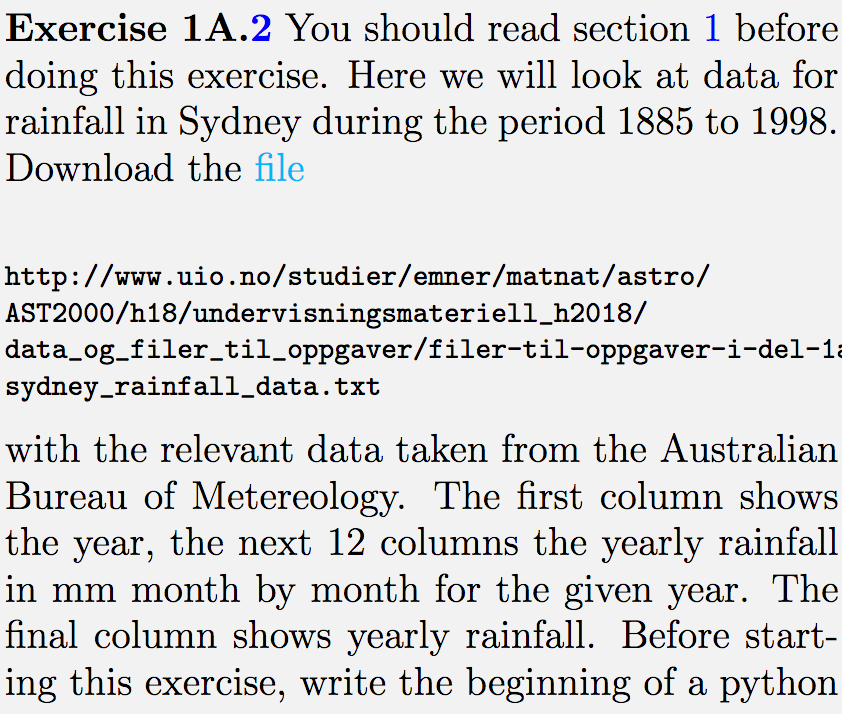 Exercise 1A.2 You should read section 1 before
doing this exercise. Here we will look at data for
rainfall in Sydney during the period 1885 to 1998.
Download the file
http://www.uio.no/studier/emner/matnat/astro/
AST2000/h18/undervisningsmateriell_h2018/
data_og_filer_til_oppgaver/filer-til-oppgaver-i-del-1a
sydney_rainfall_data.txt
with the relevant data taken from the Australian
Bureau of Metereology. The first column shows
the year, the next 12 columns the yearly rainfall
in mm month by month for the given year. The
final column shows yearly rainfall. Before start-
ing this exercise, write the beginning of a python